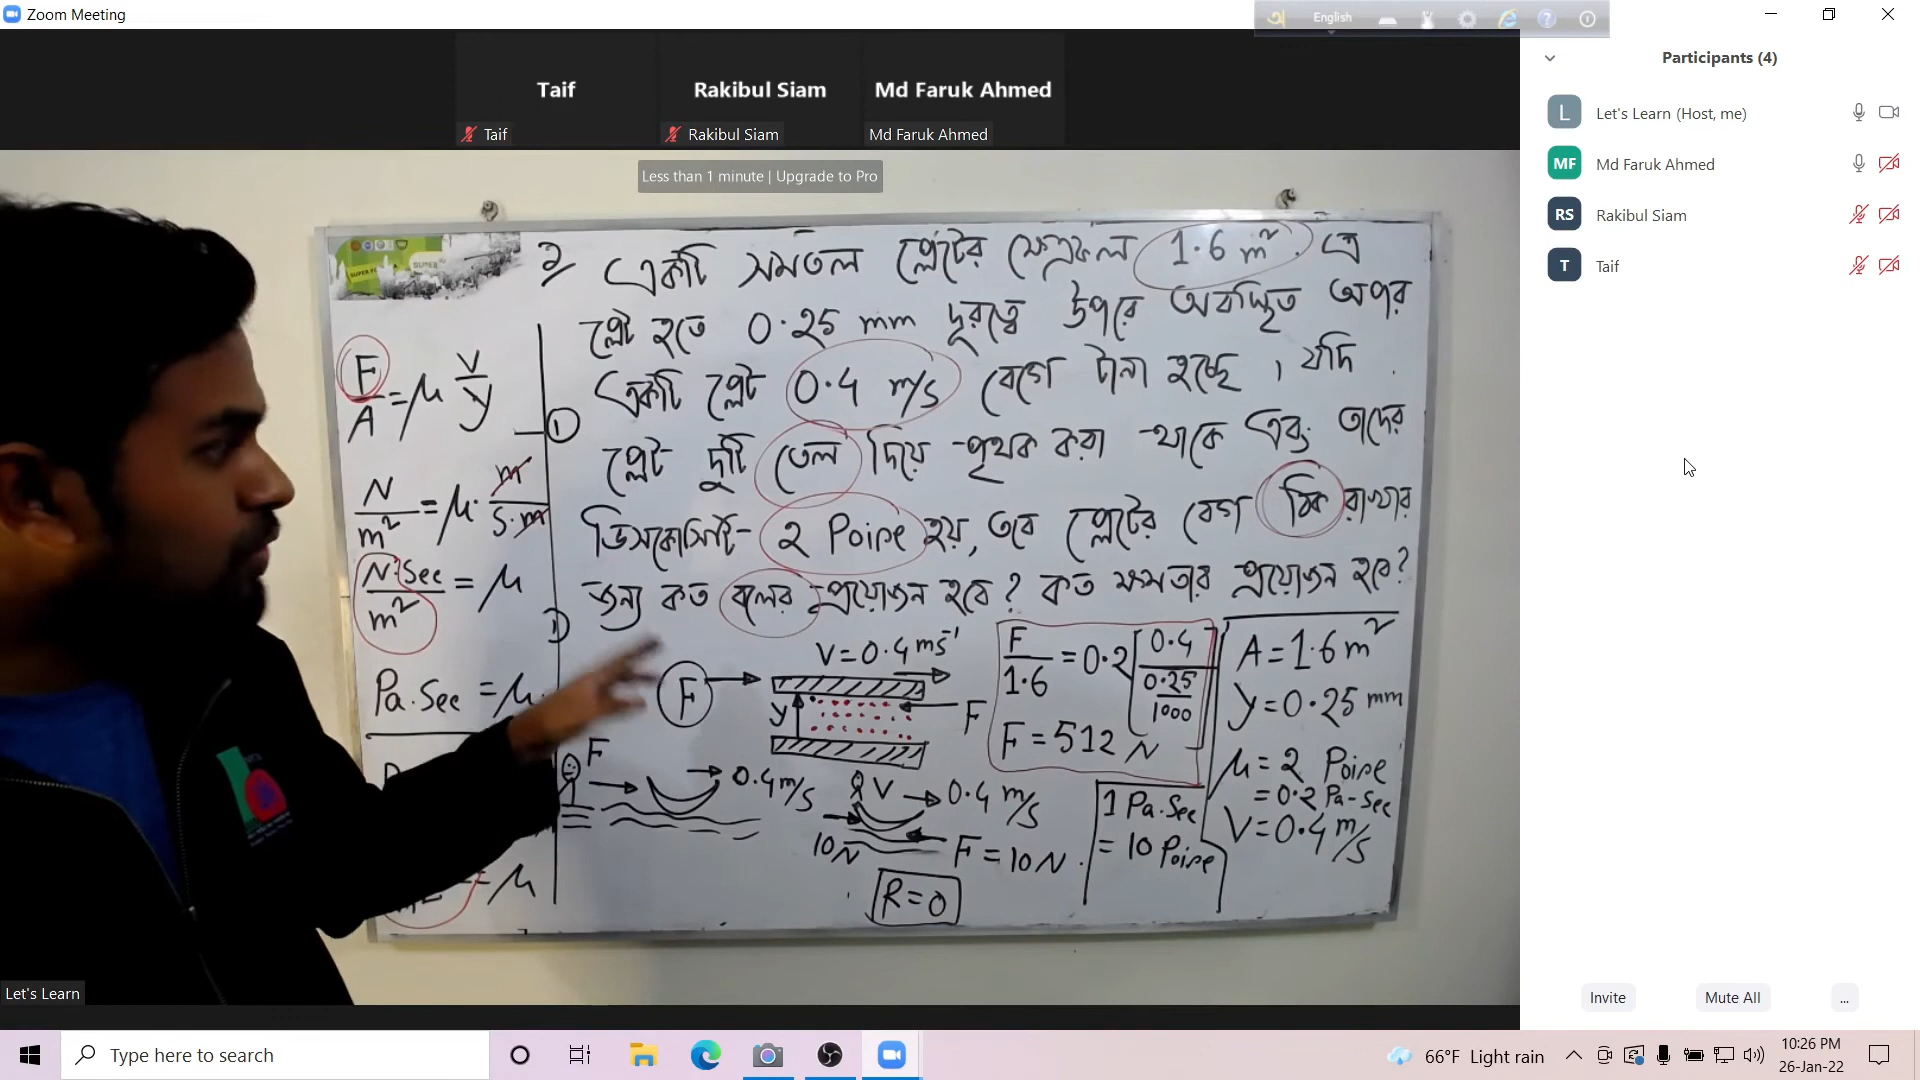 Zoom Meeting
English
Taif
Rakibul Siam
Md Faruk Ahmed
Taif
Rakibul Siam
Md Faruk Ahmed
Less than 1 minute | Upgrade to Pro
২/ একটি সমতল প্লেটের ক্ষেত্রফল 1.6 m². এ
প্লেট হতে 0.25 mm দূরত্বে উপরে অবস্থিত অপর
একটি প্লেট 0.4 m/s বেগে টানা হচ্ছে । যদি
প্লেট দুটি তেল দিয়ে পৃথক করা থাকে এবং তাদের
ভিসকোসিটি 2 Poise হয়, তবে প্লেটের বেগ ঠিক রাখার
জন্য কত বলের প্রয়োজন হবে? কত ক্ষমতার প্রয়োজন হবে?
F/A = μ V/y
①
N/m² = μ. m/s.m
N.Sec/m² = μ
Pa.Sec = μ
= μ
V = 0.4 ms⁻¹
F
y
F
F
0.4 m/s
V
0.4 m/s
10N
F = 10N.
R = 0
F/1.6 = 0.2 [0.4 / 0.25/1000]
F = 512 N
1 Pa.Sec
= 10 Poise
A = 1.6 m²
y = 0.25 mm
μ = 2 Poise
= 0.2 Pa-Sec
V = 0.4 m/s
Let's Learn
Participants (4)
L Let's Learn (Host, me)
MF Md Faruk Ahmed
RS Rakibul Siam
T Taif
Invite
Mute All
...
Type here to search
66°F Light rain
10:26 PM
26-Jan-22